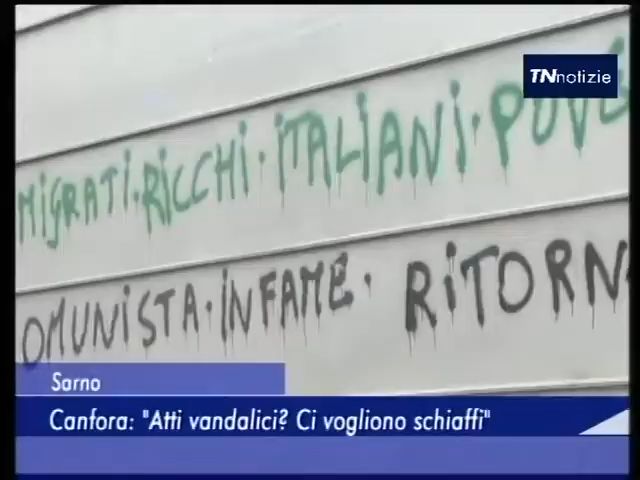 TNnotizie
MIGRATI·RICCHI·ITALIANI·POVE
OMUNISTA·INFAME· RITORN
Sarno
Canfora: "Atti vandalici? Ci vogliono schiaffi"